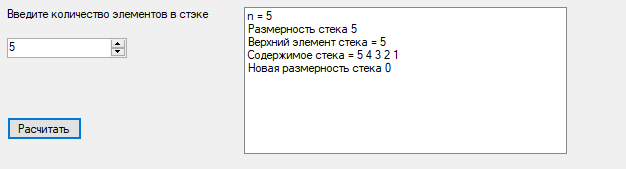 Введите количество элементов в стэке
5
Расчитать
n = 5
Размерность стека 5
Верхний элемент стека = 5
Содержимое стека = 5 4 3 2 1
Новая размерность стека 0